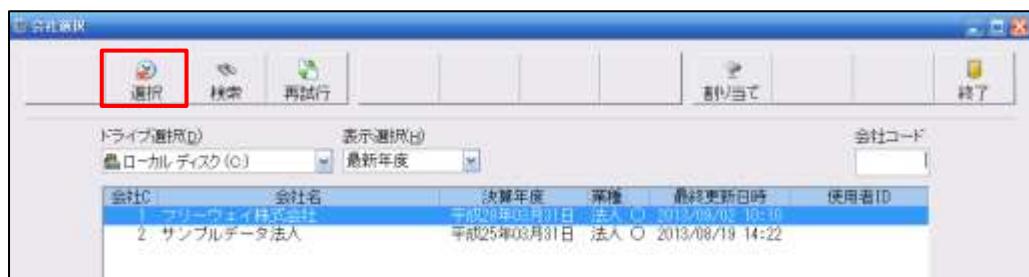 会社選択
選択 検索 再試行 割り当て 終了
ドライブ選択(D) 表示選択(H) 会社コード
ローカル ディスク (C:) 最新年度 1
会社C 会社名 決算年度 業種 最終更新日時 使用者ID
1 フリーウェイ株式会社 法人 〇
2 サンプルデータ法人 平成25年03月31日 法人 〇 2013/08/19 14:22